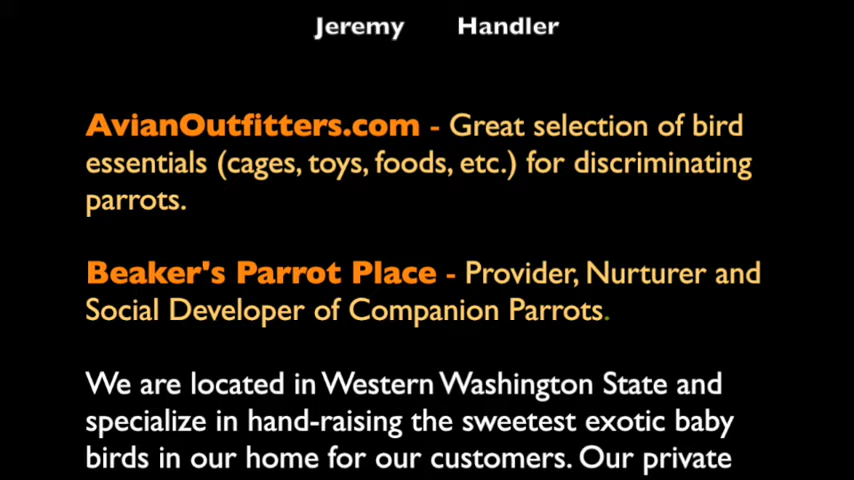 Jeremy Handler
AvianOutfitters.com - Great selection of bird
essentials (cages, toys, foods, etc.) for discriminating
parrots.
Beaker's Parrot Place - Provider, Nurturer and
Social Developer of Companion Parrots.
We are located in Western Washington State and
specialize in hand-raising the sweetest exotic baby
birds in our home for our customers. Our private